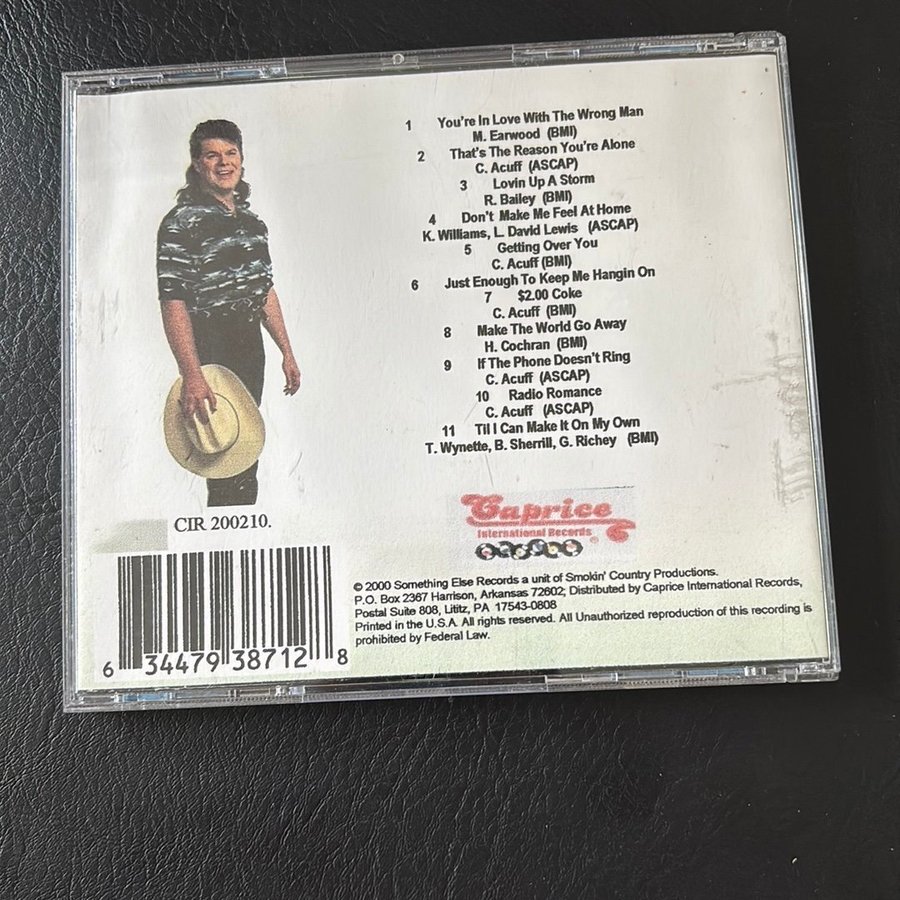 1 You're In Love With The Wrong Man
M. Earwood (BMI)
2 That's The Reason You're Alone
C. Acuff (ASCAP)
3 Lovin Up A Storm
R. Bailey (BMI)
4 Don't Make Me Feel At Home
K. Williams, L. David Lewis (ASCAP)
5 Getting Over You
C. Acuff (BMI)
6 Just Enough To Keep Me Hangin On
7 $2.00 Coke
C. Acuff (BMI)
8 Make The World Go Away
H. Cochran (BMI)
9 If The Phone Doesn't Ring
C. Acuff (ASCAP)
10 Radio Romance
C. Acuff (ASCAP)
11 Til I Can Make It On My Own
T. Wynette, B. Sherrill, G. Richey (BMI)
Caprice
International Records ®
CIR 200210.
6 34479 38712 8
© 2000 Something Else Records a unit of Smokin' Country Productions.
P.O. Box 2367 Harrison, Arkansas 72602; Distributed by Caprice International Records,
Postal Suite 808, Lititz, PA 17543-0808
Printed in the U.S.A. All rights reserved. All Unauthorized reproduction of this recording is
prohibited by Federal Law.